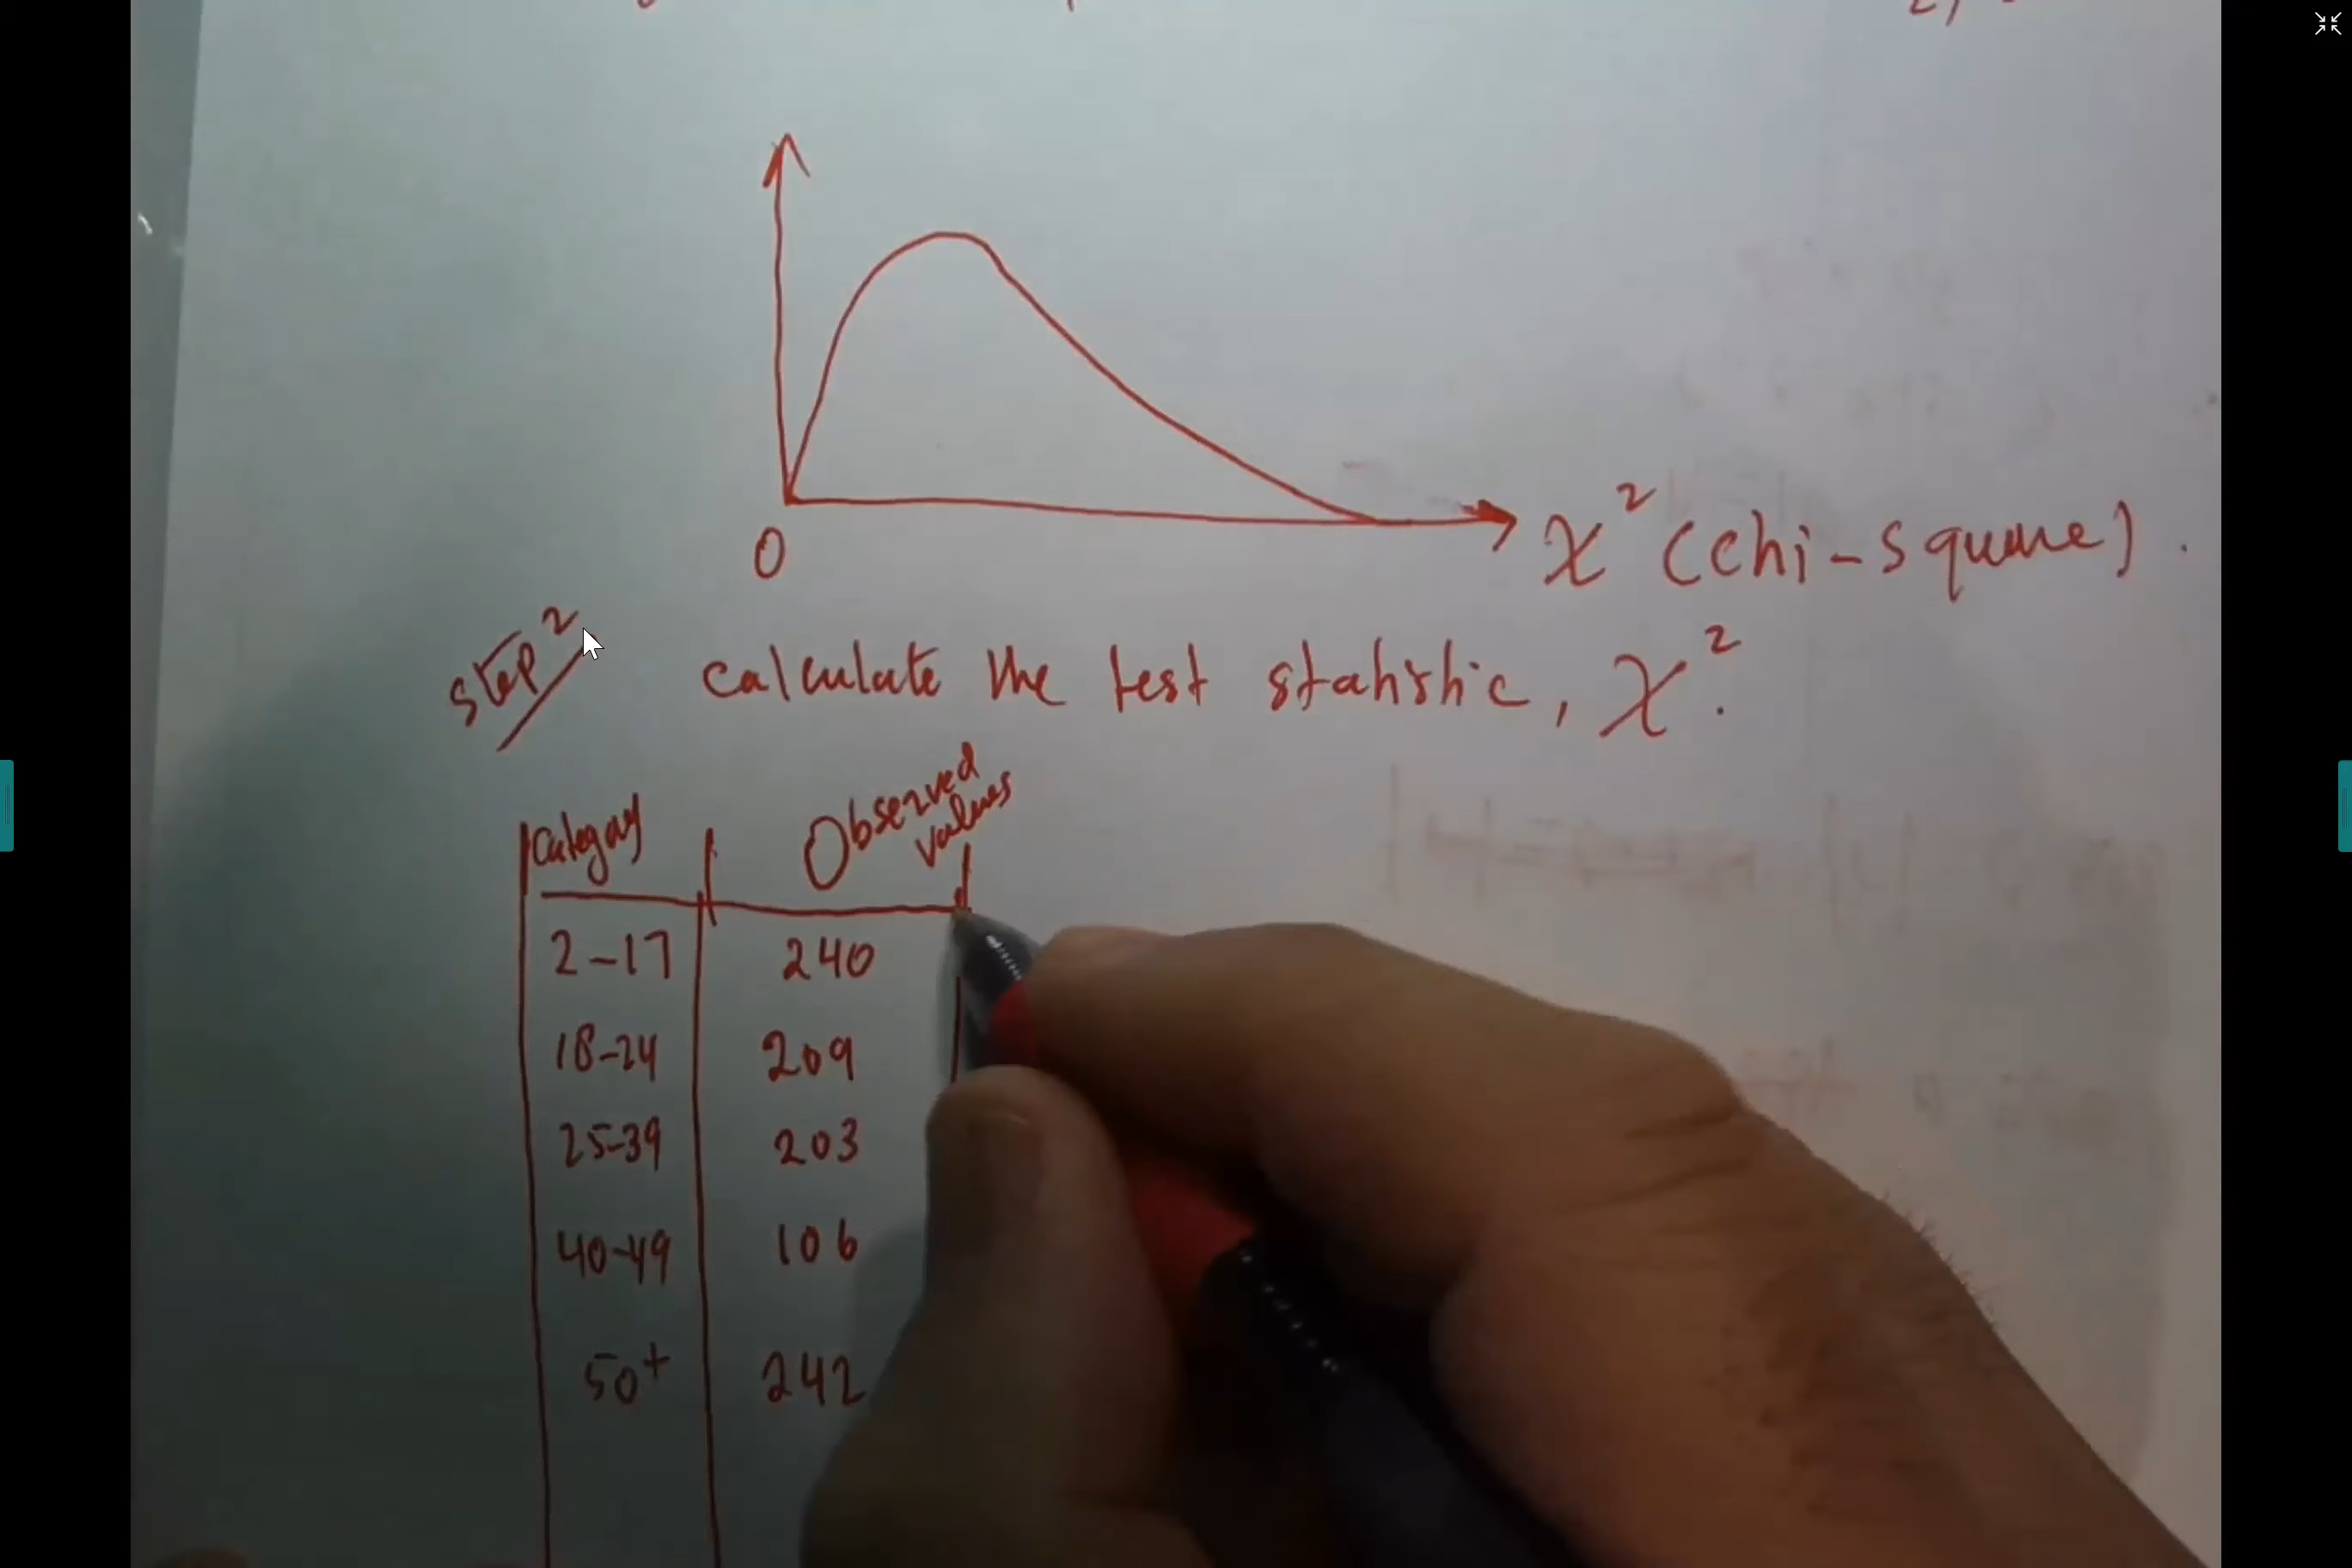 0
χ² (chi-square).
Step 2
calculate the test statistic, χ².
Category
Observed
values
2-17
240
18-24
209
25-39
203
40-49
106
50+
242